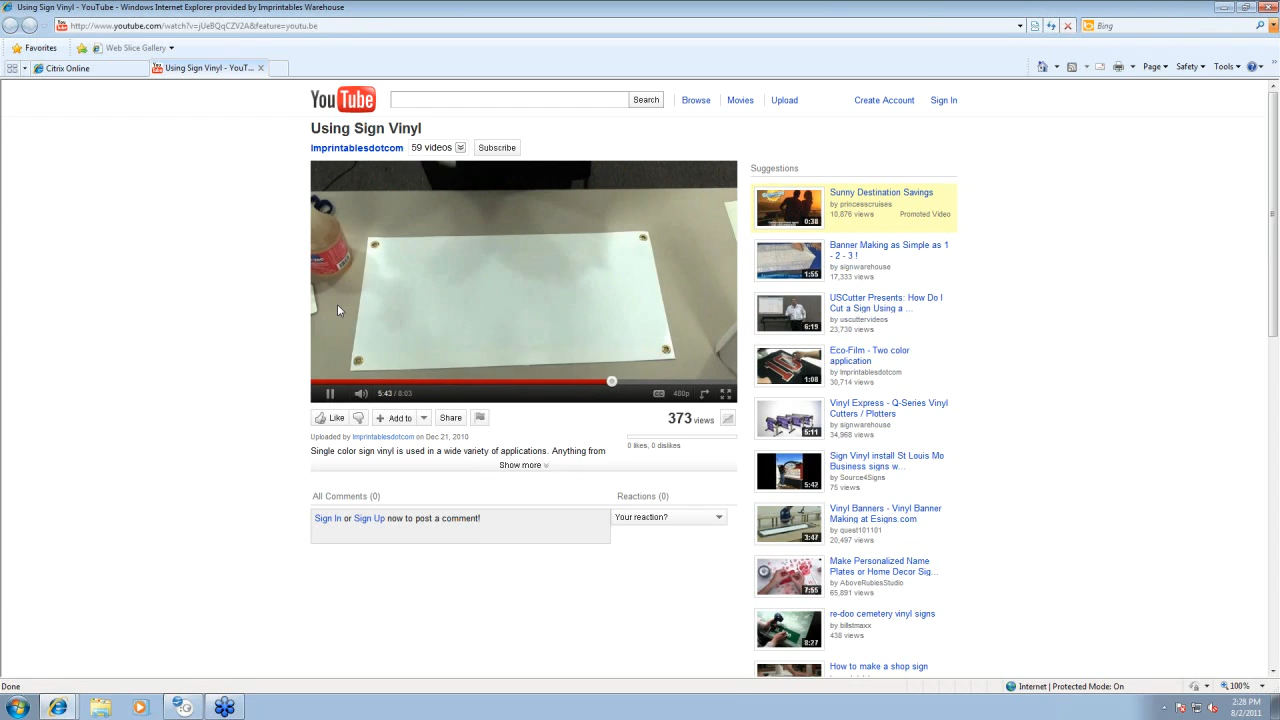 Using Sign Vinyl - YouTube - Windows Internet Explorer provided by Imprintables Warehouse
http://www.youtube.com/watch?v=jUeBQqCZV2A&feature=youtu.be
Bing
Favorites
Web Slice Gallery
Citrix Online
Using Sign Vinyl - YouT...
Page
Safety
Tools
YouTube
Search
Browse
Movies
Upload
Create Account
Sign In
Using Sign Vinyl
Imprintablesdotcom
59 videos
Subscribe
5:43 / 8:03
480p
Like
Add to
Share
373 views
Uploaded by Imprintablesdotcom on Dec 21, 2010
0 likes, 0 dislikes
Single color sign vinyl is used in a wide variety of applications. Anything from
Show more
All Comments (0)
Reactions (0)
Sign In or Sign Up now to post a comment!
Your reaction?
Suggestions
Sunny Destination Savings
by princesscruises
10,876 views
Promoted Video
0:38
Banner Making as Simple as 1
- 2 - 3 !
by signwarehouse
17,333 views
1:55
USCutter Presents: How Do I
Cut a Sign Using a ...
by uscuttervideos
23,730 views
6:19
Eco-Film - Two color
application
by Imprintablesdotcom
30,714 views
1:08
Vinyl Express - Q-Series Vinyl
Cutters / Plotters
by signwarehouse
34,968 views
5:11
Sign Vinyl install St Louis Mo
Business signs w...
by Source4Signs
75 views
5:42
Vinyl Banners - Vinyl Banner
Making at Esigns.com
by quest101101
20,497 views
3:47
Make Personalized Name
Plates or Home Decor Sig...
by AboveRubiesStudio
65,891 views
7:55
re-doo cemetery vinyl signs
by billstmaxx
438 views
8:27
How to make a shop sign
Done
Internet | Protected Mode: On
100%
2:28 PM
8/2/2011